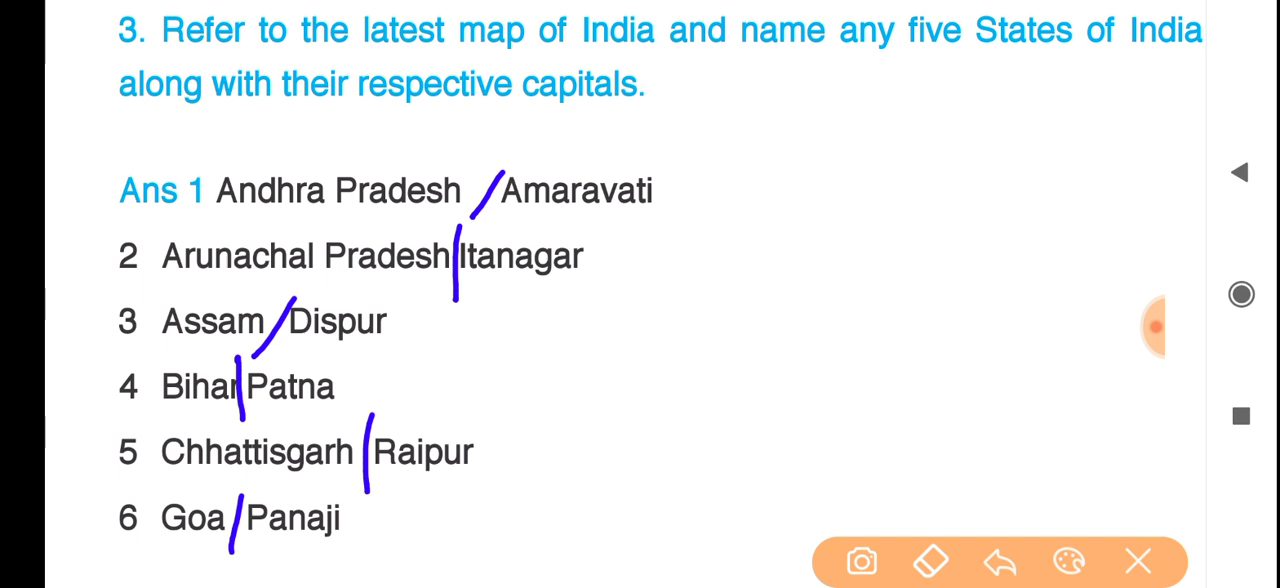 3. Refer to the latest map of India and name any five States of India
along with their respective capitals.
Ans 1 Andhra Pradesh / Amaravati
2 Arunachal Pradesh / Itanagar
3 Assam / Dispur
4 Bihar / Patna
5 Chhattisgarh / Raipur
6 Goa / Panaji